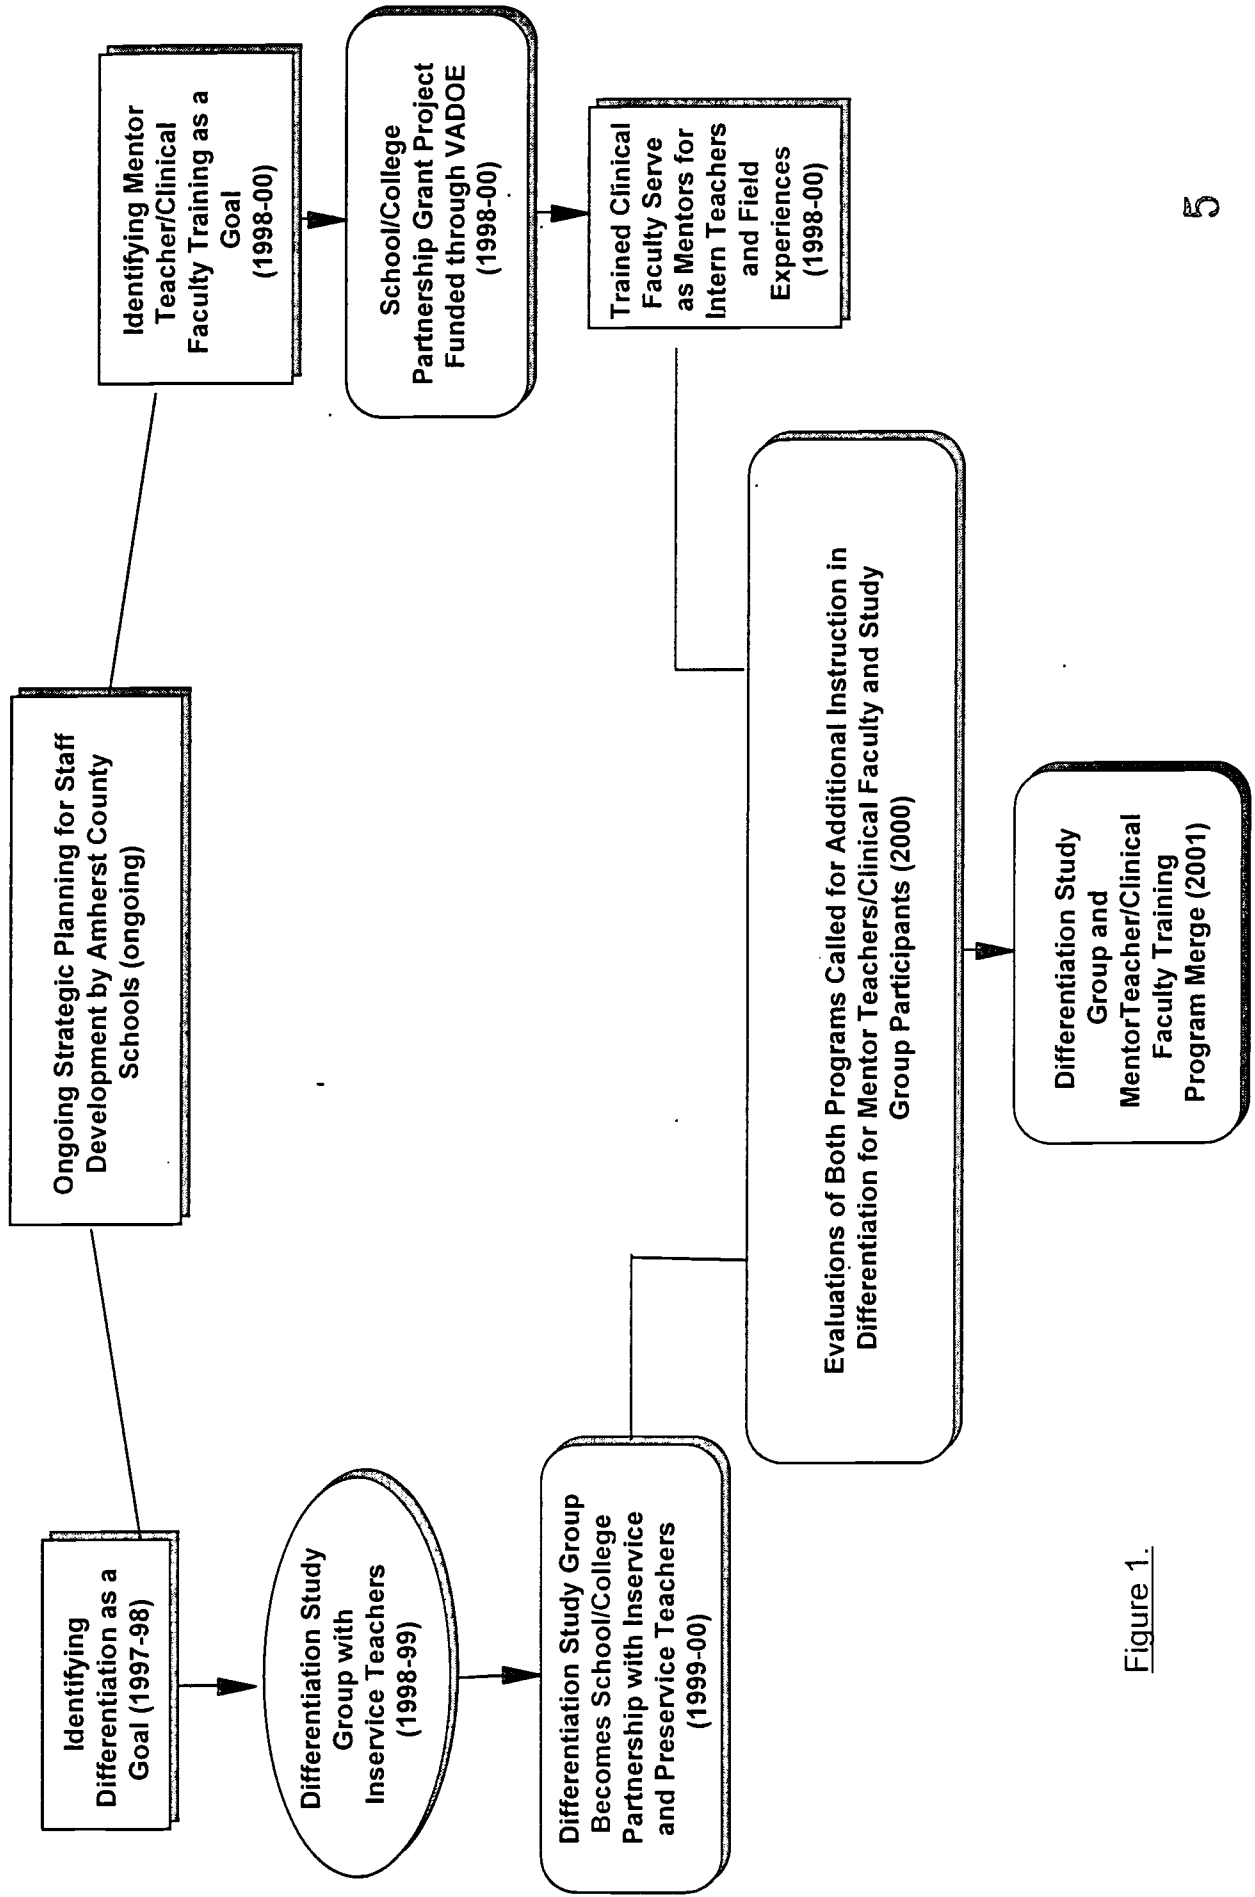 Ongoing Strategic Planning for Staff
Development by Amherst County
Schools (ongoing)
Identifying
Differentiation as a
Goal (1997-98)
Differentiation Study
Group with
Inservice Teachers
(1998-99)
Differentiation Study Group
Becomes School/College
Partnership with Inservice
and Preservice Teachers
(1999-00)
Identifying Mentor
Teacher/Clinical
Faculty Training as a
Goal
(1998-00)
School/College
Partnership Grant Project
Funded through VADOE
(1998-00)
Trained Clinical
Faculty Serve
as Mentors for
Intern Teachers
and Field
Experiences
(1998-00)
Evaluations of Both Programs Called for Additional Instruction in
Differentiation for Mentor Teachers/Clinical Faculty and Study
Group Participants (2000)
Differentiation Study
Group and
MentorTeacher/Clinical
Faculty Training
Program Merge (2001)
Figure 1.
5